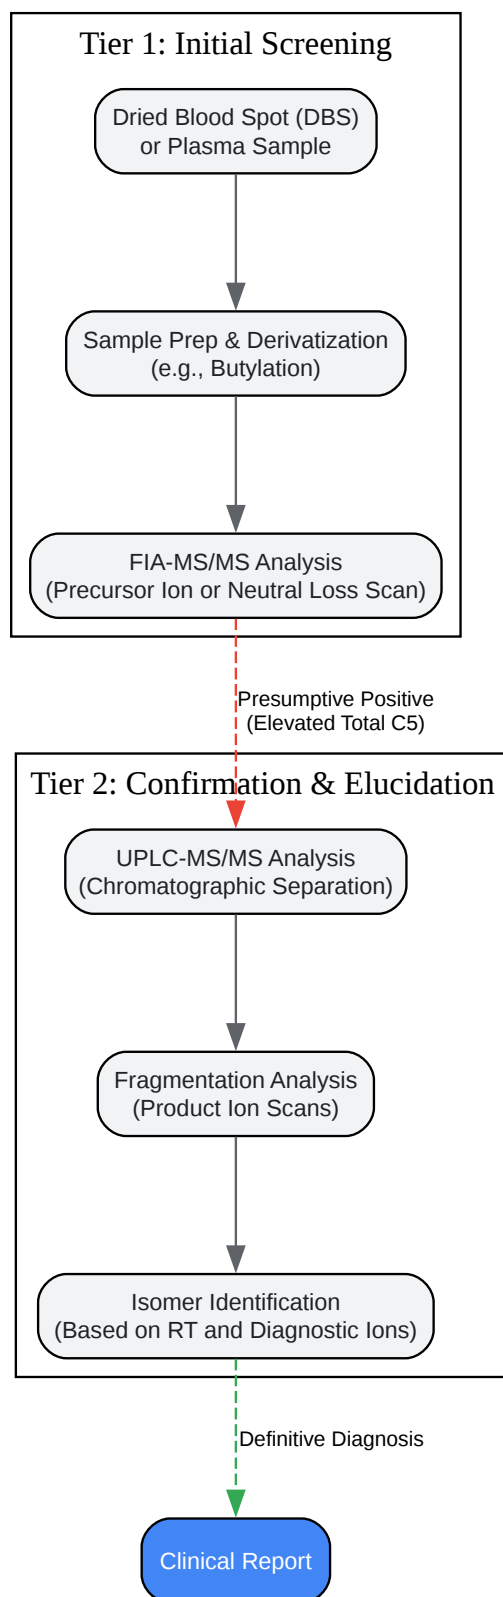 Tier 1: Initial Screening
Dried Blood Spot (DBS)
or Plasma Sample
Sample Prep & Derivatization
(e.g., Butylation)
FIA-MS/MS Analysis
(Precursor Ion or Neutral Loss Scan)
Presumptive Positive
(Elevated Total C5)
Tier 2: Confirmation & Elucidation
UPLC-MS/MS Analysis
(Chromatographic Separation)
Fragmentation Analysis
(Product Ion Scans)
Isomer Identification
(Based on RT and Diagnostic Ions)
Definitive Diagnosis
Clinical Report